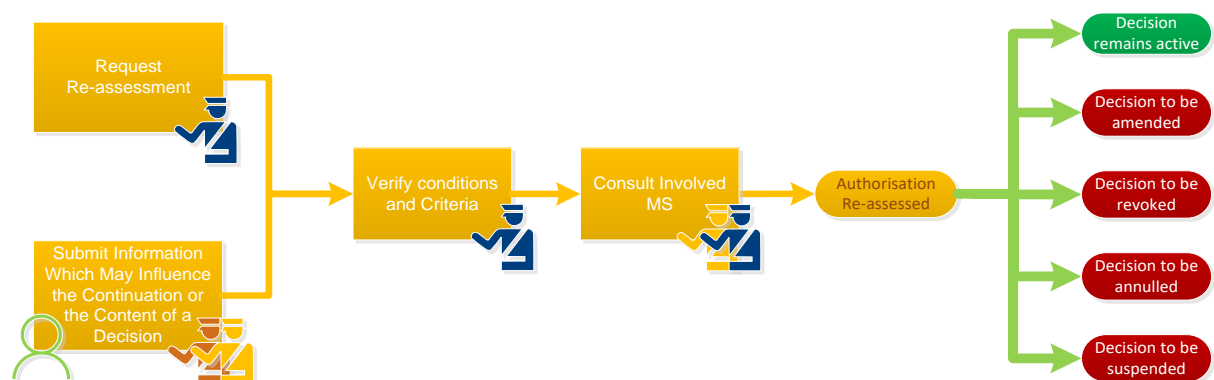 Request
Re-assessment
Submit Information
Which May Influence
the Continuation or
the Content of a
Decision
Verify conditions
and Criteria
Consult Involved
MS
Authorisation
Re-assessed
Decision
remains active
Decision to be
amended
Decision to be
revoked
Decision to be
annulled
Decision to be
suspended